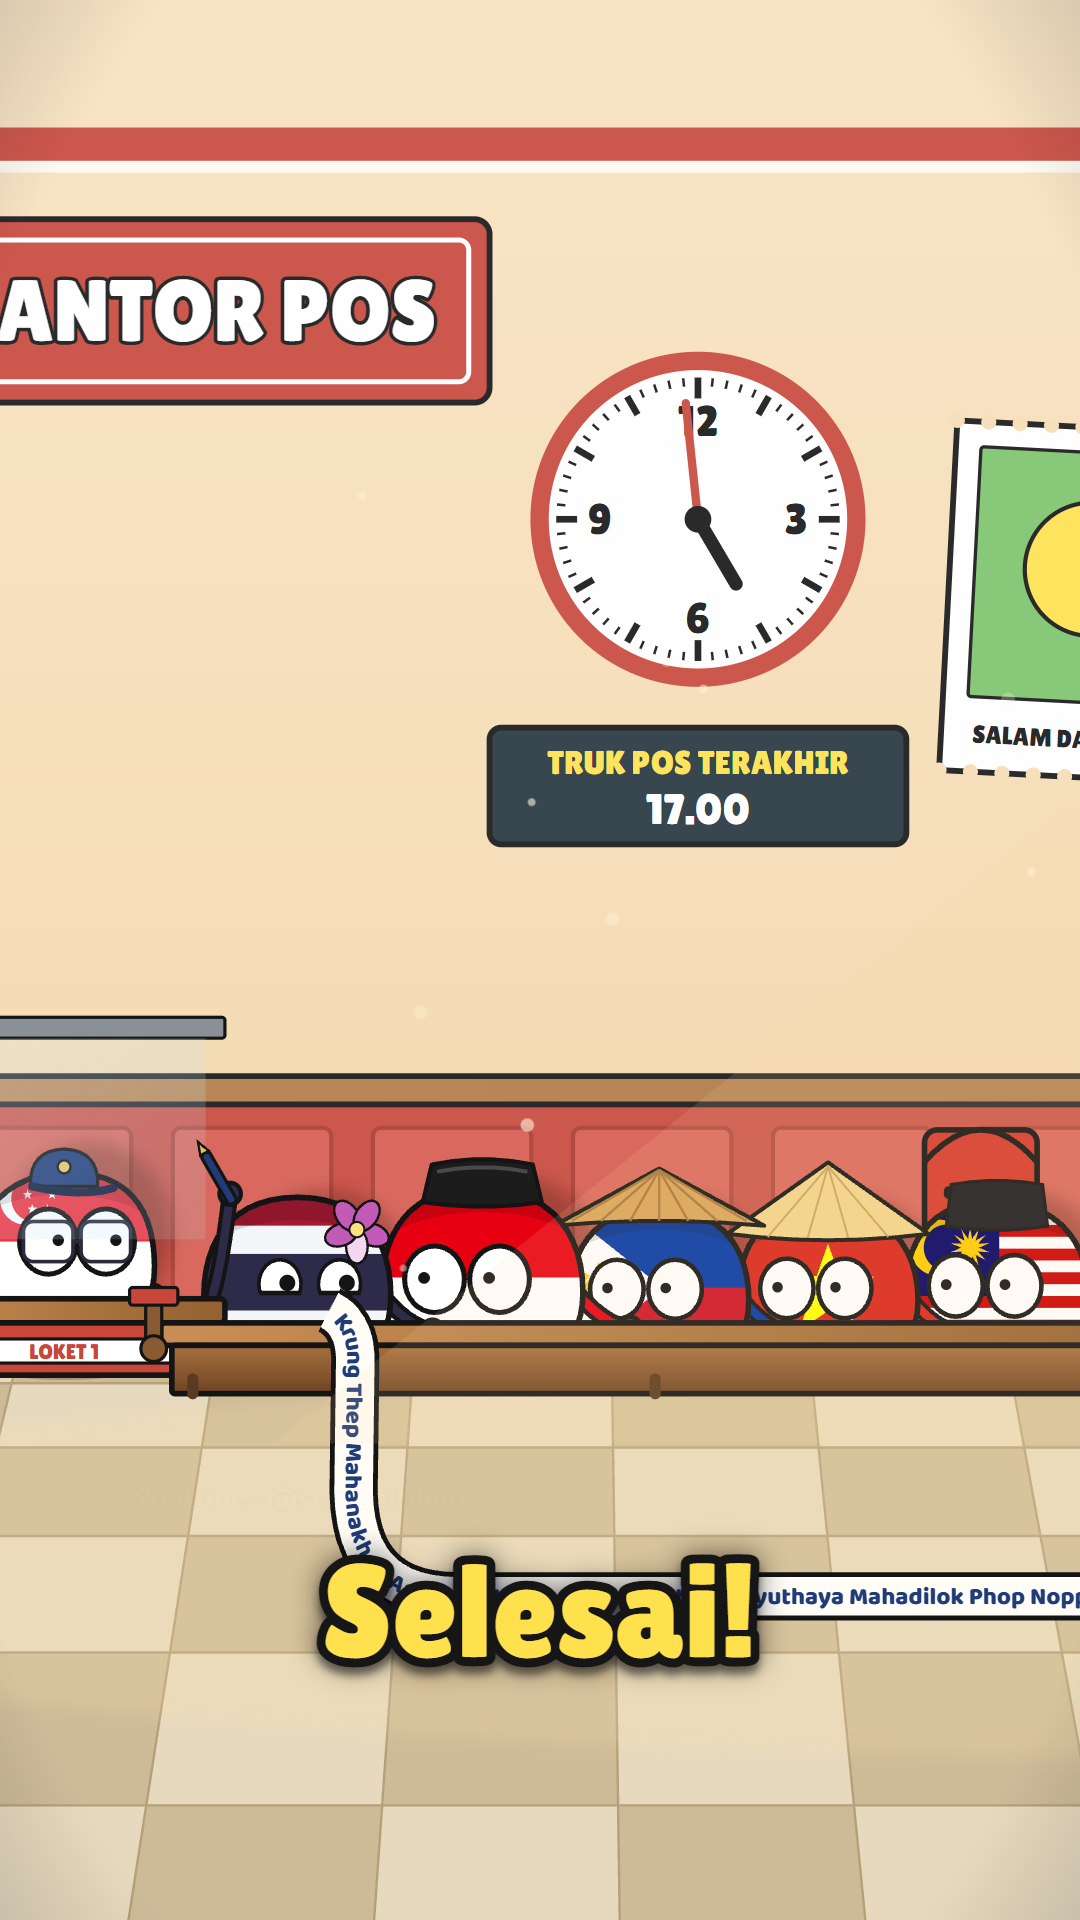 ANTOR POS
12
9
3
6
TRUK POS TERAKHIR
17.00
SALAM DA
LOKET 1
Krung Thep Mahanakh
yuthaya Mahadilok Phop Nopp
Selesai!